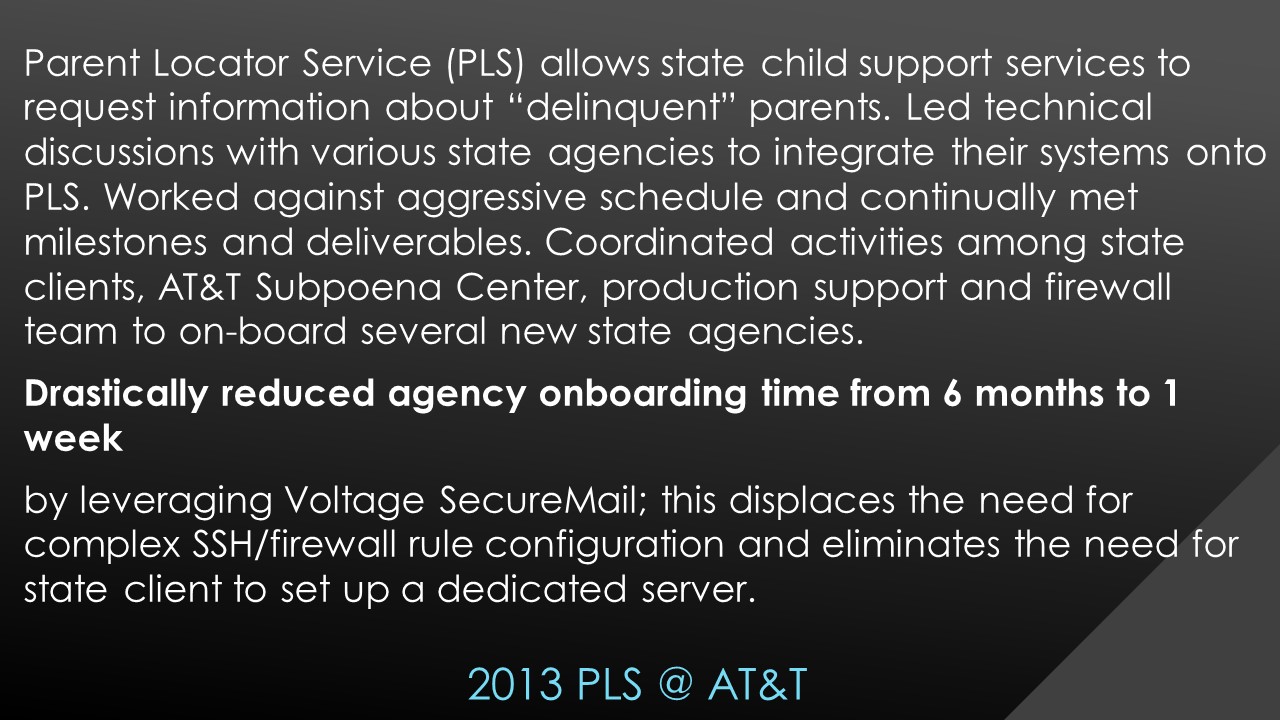 Parent Locator Service (PLS) allows state child support services to
request information about “delinquent” parents. Led technical
discussions with various state agencies to integrate their systems onto
PLS. Worked against aggressive schedule and continually met
milestones and deliverables. Coordinated activities among state
clients, AT&T Subpoena Center, production support and firewall
team to on-board several new state agencies.
Drastically reduced agency onboarding time from 6 months to 1
week
by leveraging Voltage SecureMail; this displaces the need for
complex SSH/firewall rule configuration and eliminates the need for
state client to set up a dedicated server.
2013 PLS @ AT&T